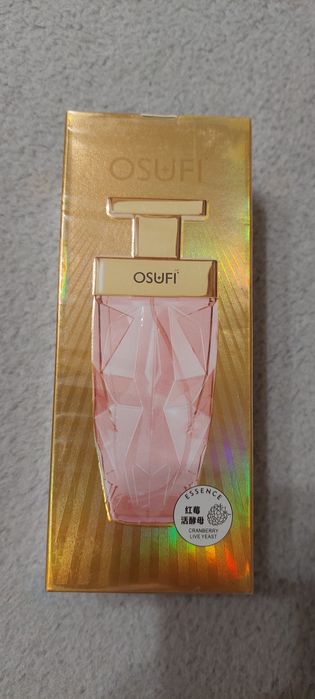 OSUFI
OSUFI
ESSENCE
红莓
活酵母
CRANBERRY
LIVE YEAST